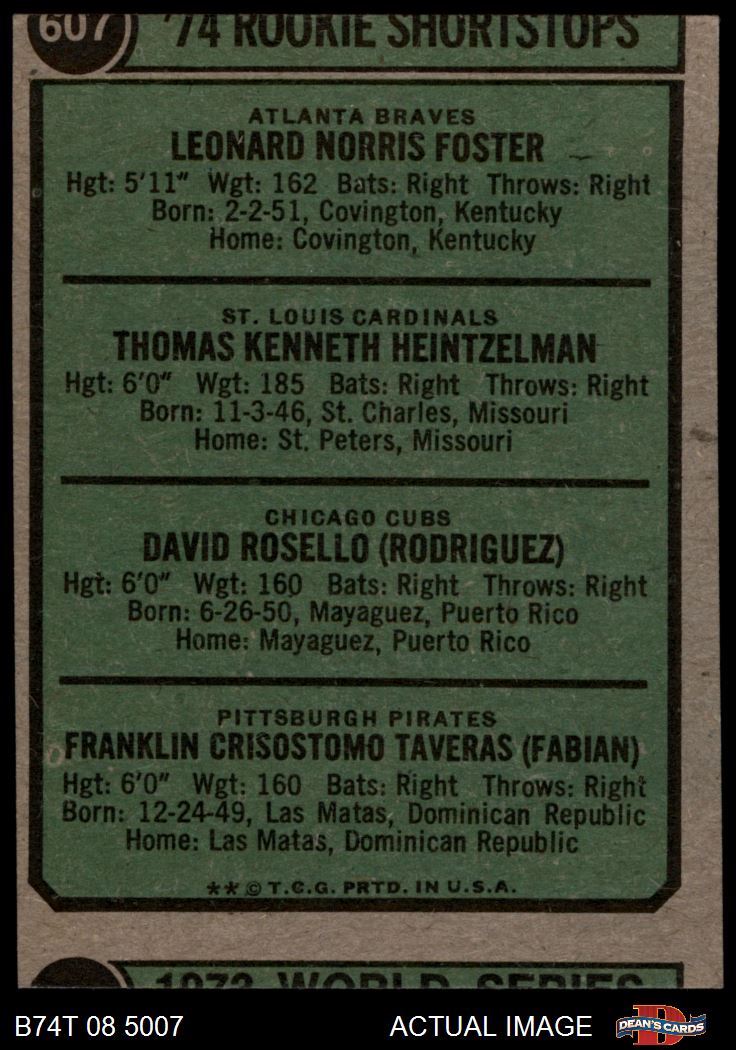 607 '74 ROOKIE SHORTSTOPS
ATLANTA BRAVES
LEONARD NORRIS FOSTER
Hgt: 5'11" Wgt: 162 Bats: Right Throws: Right
Born: 2-2-51, Covington, Kentucky
Home: Covington, Kentucky
ST. LOUIS CARDINALS
THOMAS KENNETH HEINTZELMAN
Hgt: 6'0" Wgt: 185 Bats: Right Throws: Right
Born: 11-3-46, St. Charles, Missouri
Home: St. Peters, Missouri
CHICAGO CUBS
DAVID ROSELLO (RODRIGUEZ)
Hgt: 6'0" Wgt: 160 Bats: Right Throws: Right
Born: 6-26-50, Mayaguez, Puerto Rico
Home: Mayaguez, Puerto Rico
PITTSBURGH PIRATES
FRANKLIN CRISOSTOMO TAVERAS (FABIAN)
Hgt: 6'0" Wgt: 160 Bats: Right Throws: Right
Born: 12-24-49, Las Matas, Dominican Republic
Home: Las Matas, Dominican Republic
** © T.C.G. PRTD. IN U.S.A.
1973 WORLD SERIES
B74T 08 5007 ACTUAL IMAGE D DEAN'S CARDS